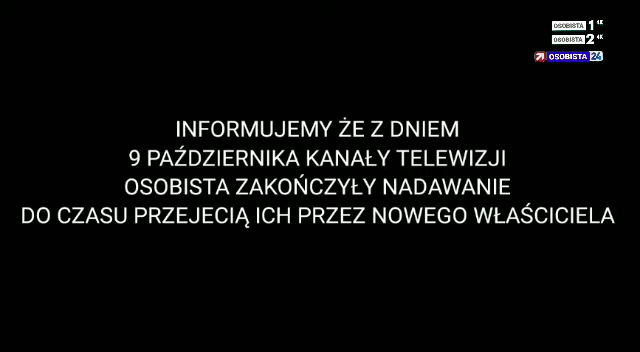 OSOBISTA 1 4K
OSOBISTA 2 4K
OSOBISTA 24
INFORMUJEMY ŻE Z DNIEM
9 PAŹDZIERNIKA KANAŁY TELEWIZJI
OSOBISTA ZAKOŃCZYŁY NADAWANIE
DO CZASU PRZEJECIĄ ICH PRZEZ NOWEGO WŁAŚCICIELA